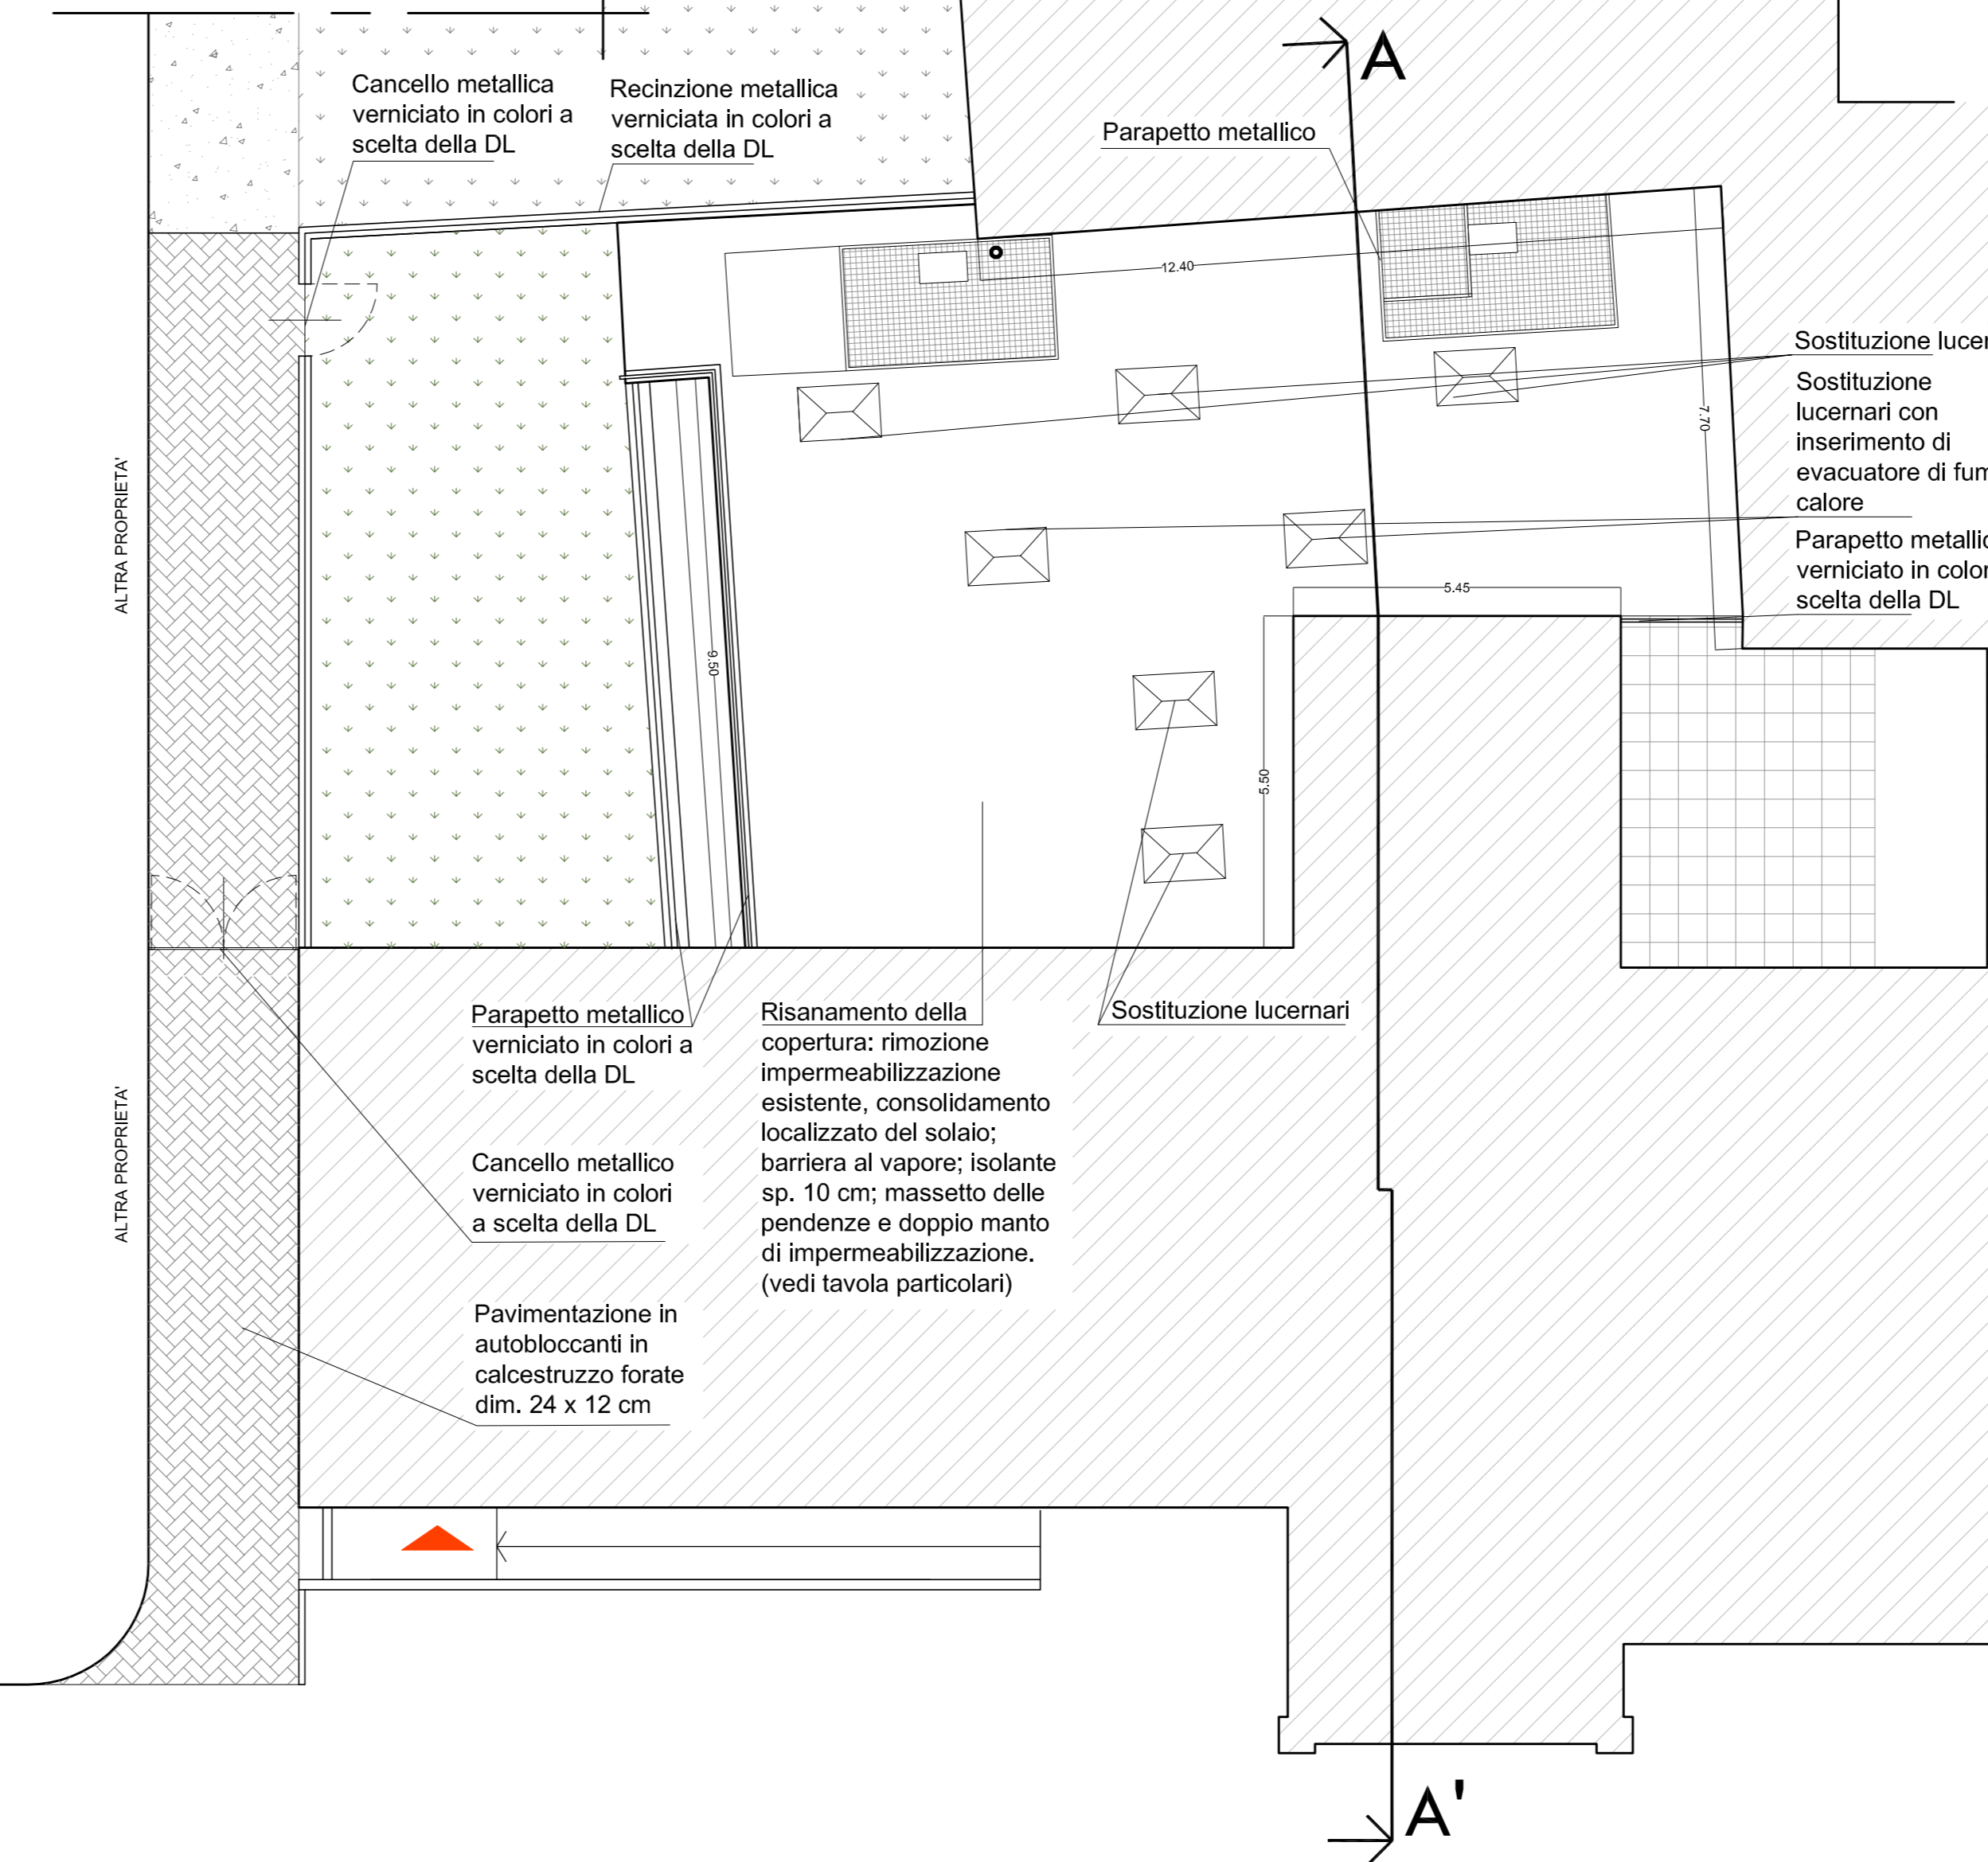 A
Cancello metallica
verniciato in colori a
scelta della DL
Recinzione metallica
verniciata in colori a
scelta della DL
Parapetto metallico
12.40
7.70
Sostituzione
Sostituzione
lucernari con
inserimento di
evacuatore di
calore
Parapetto
verniciato in
scelta della DL
ALTRA PROPRIETA'
5.45
9.50
5.50
Parapetto metallico
verniciato in colori a
scelta della DL
Risanamento della
copertura: rimozione
impermeabilizzazione
esistente, consolidamento
localizzato del solaio;
barriera al vapore; isolante
sp. 10 cm; massetto delle
pendenze e doppio manto
di impermeabilizzazione.
(vedi tavola particolari)
Sostituzione lucernari
ALTRA PROPRIETA'
Cancello metallico
verniciato in colori
a scelta della DL
Pavimentazione in
autobloccanti in
calcestruzzo forate
dim. 24 x 12 cm
A'